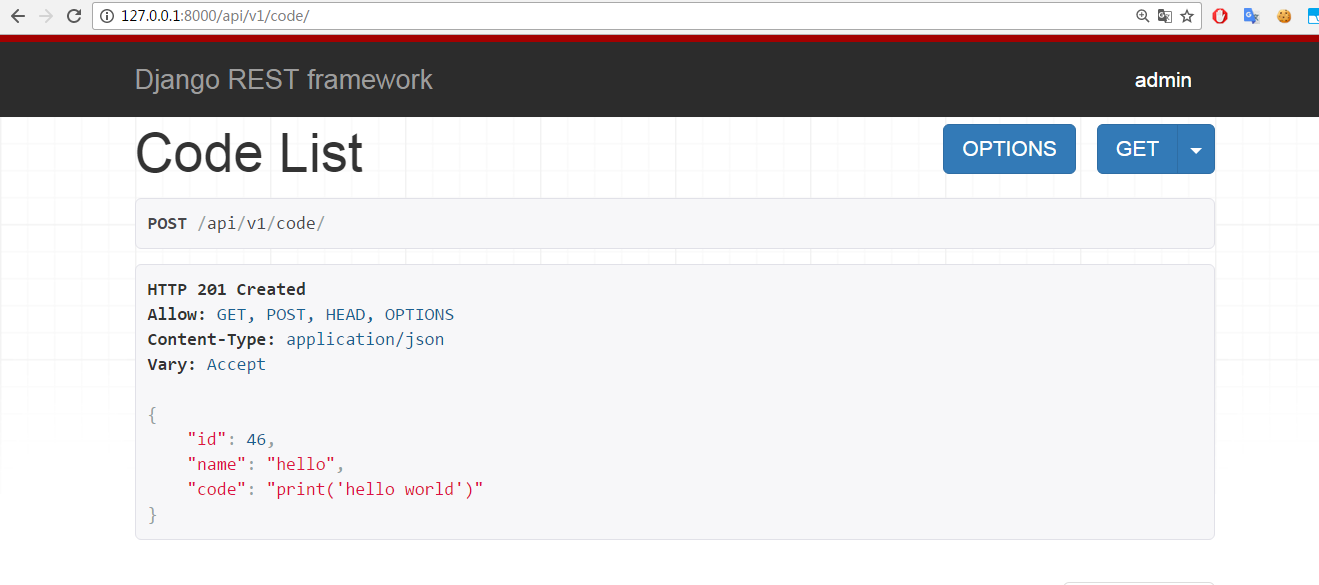 127.0.0.1:8000/api/v1/code/
Django REST framework
admin
Code List
OPTIONS
GET
POST /api/v1/code/
HTTP 201 Created
Allow: GET, POST, HEAD, OPTIONS
Content-Type: application/json
Vary: Accept
{
"id": 46,
"name": "hello",
"code": "print('hello world')"
}